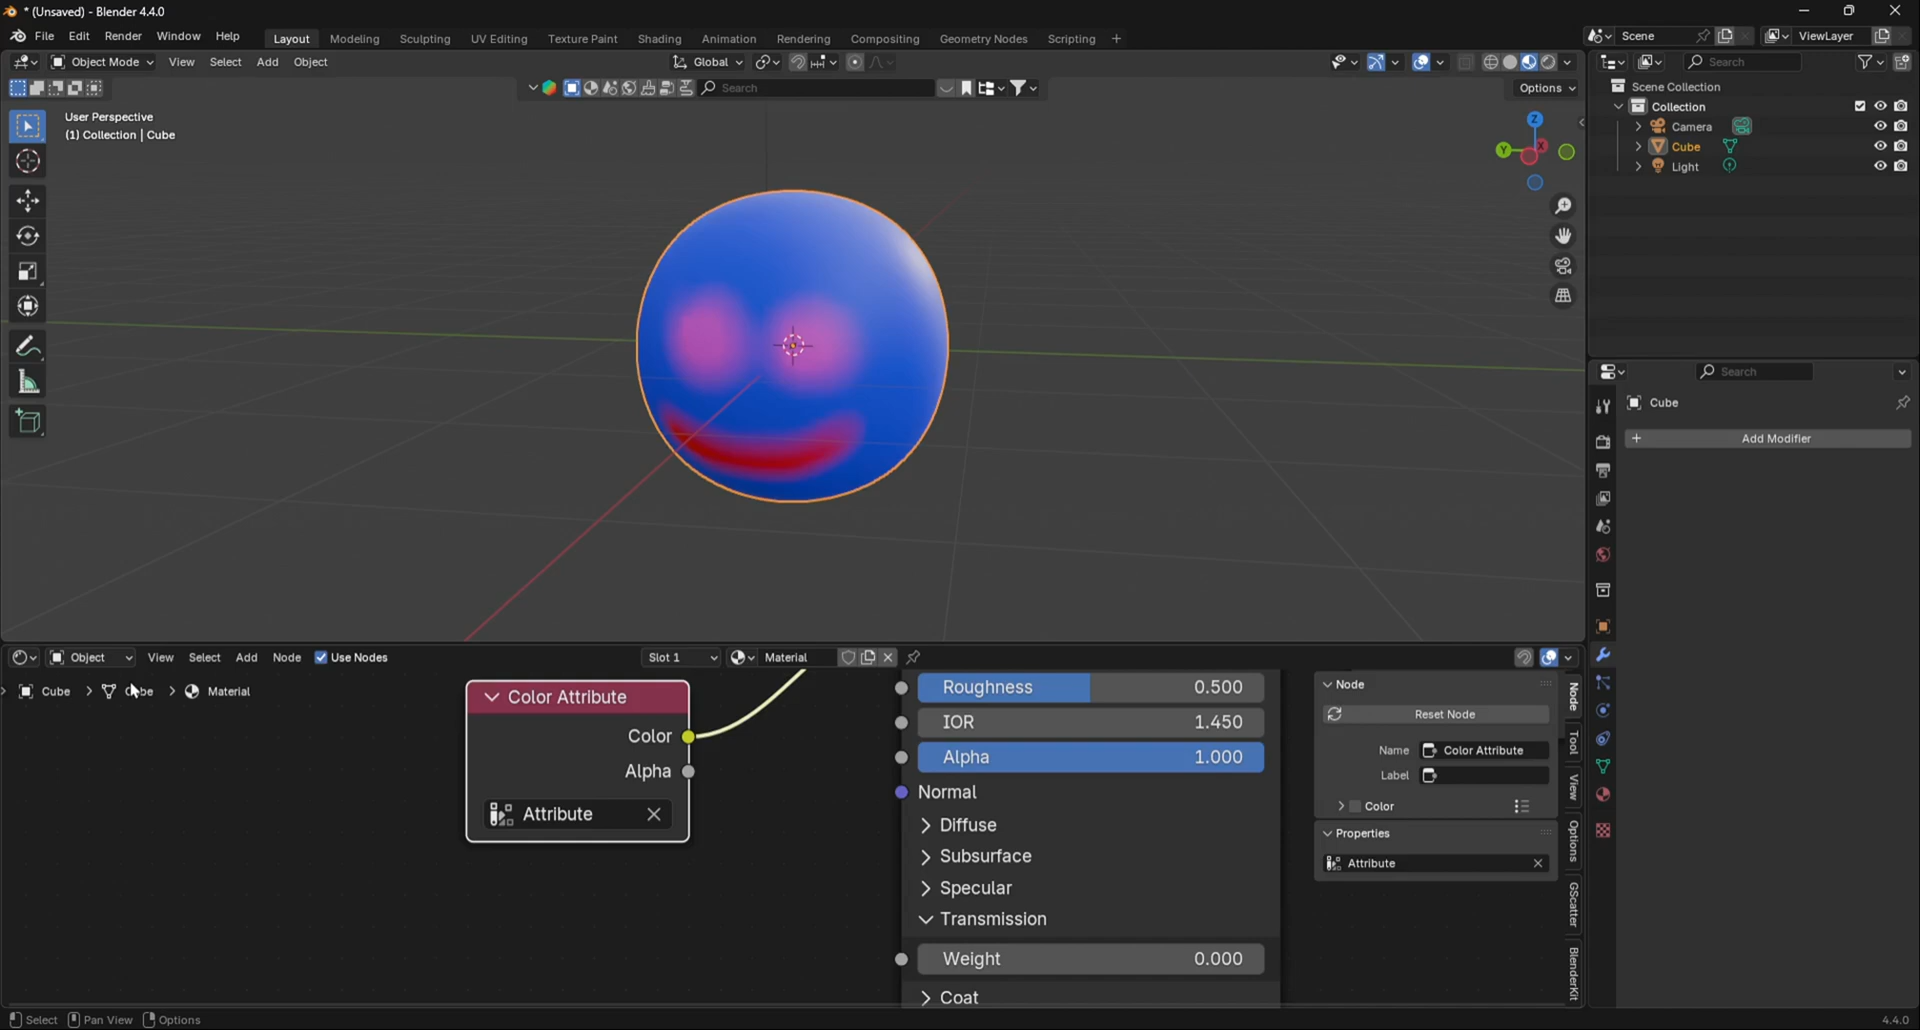 * (Unsaved) - Blender 4.4.0
File Edit Render Window Help Layout Modeling Sculpting UV Editing Texture Paint Shading Animation Rendering Compositing Geometry Nodes Scripting + Scene ViewLayer
Object Mode View Select Add Object Global Search
Search Options
User Perspective
(1) Collection | Cube
Z
Y X
Scene Collection
Collection
Camera
Cube
Light
Search
Cube
+ Add Modifier
Object View Select Add Node Use Nodes Slot 1 Material
Cube > Material
Color Attribute
Color
Alpha
Attribute
Roughness 0.500
IOR 1.450
Alpha 1.000
Normal
Diffuse
Subsurface
Specular
Transmission
Weight 0.000
Coat
Node
Reset Node
Name Color Attribute
Label
Color
Properties
Attribute
Node
Tool
View
Options
GScatter
BlenderKit
Select Pan View Options 4.4.0